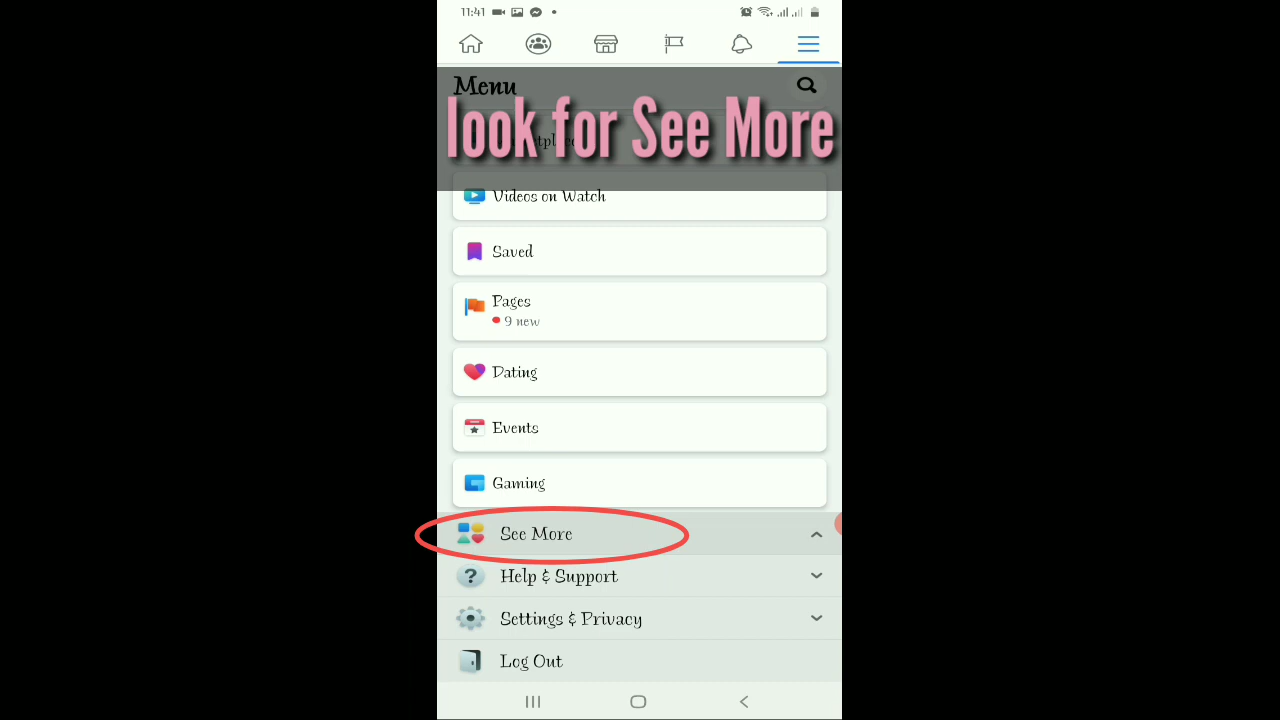 11:41
Menu
look for See More
Videos on Watch
Saved
Pages
9 new
Dating
Events
Gaming
See More
Help & Support
Settings & Privacy
Log Out